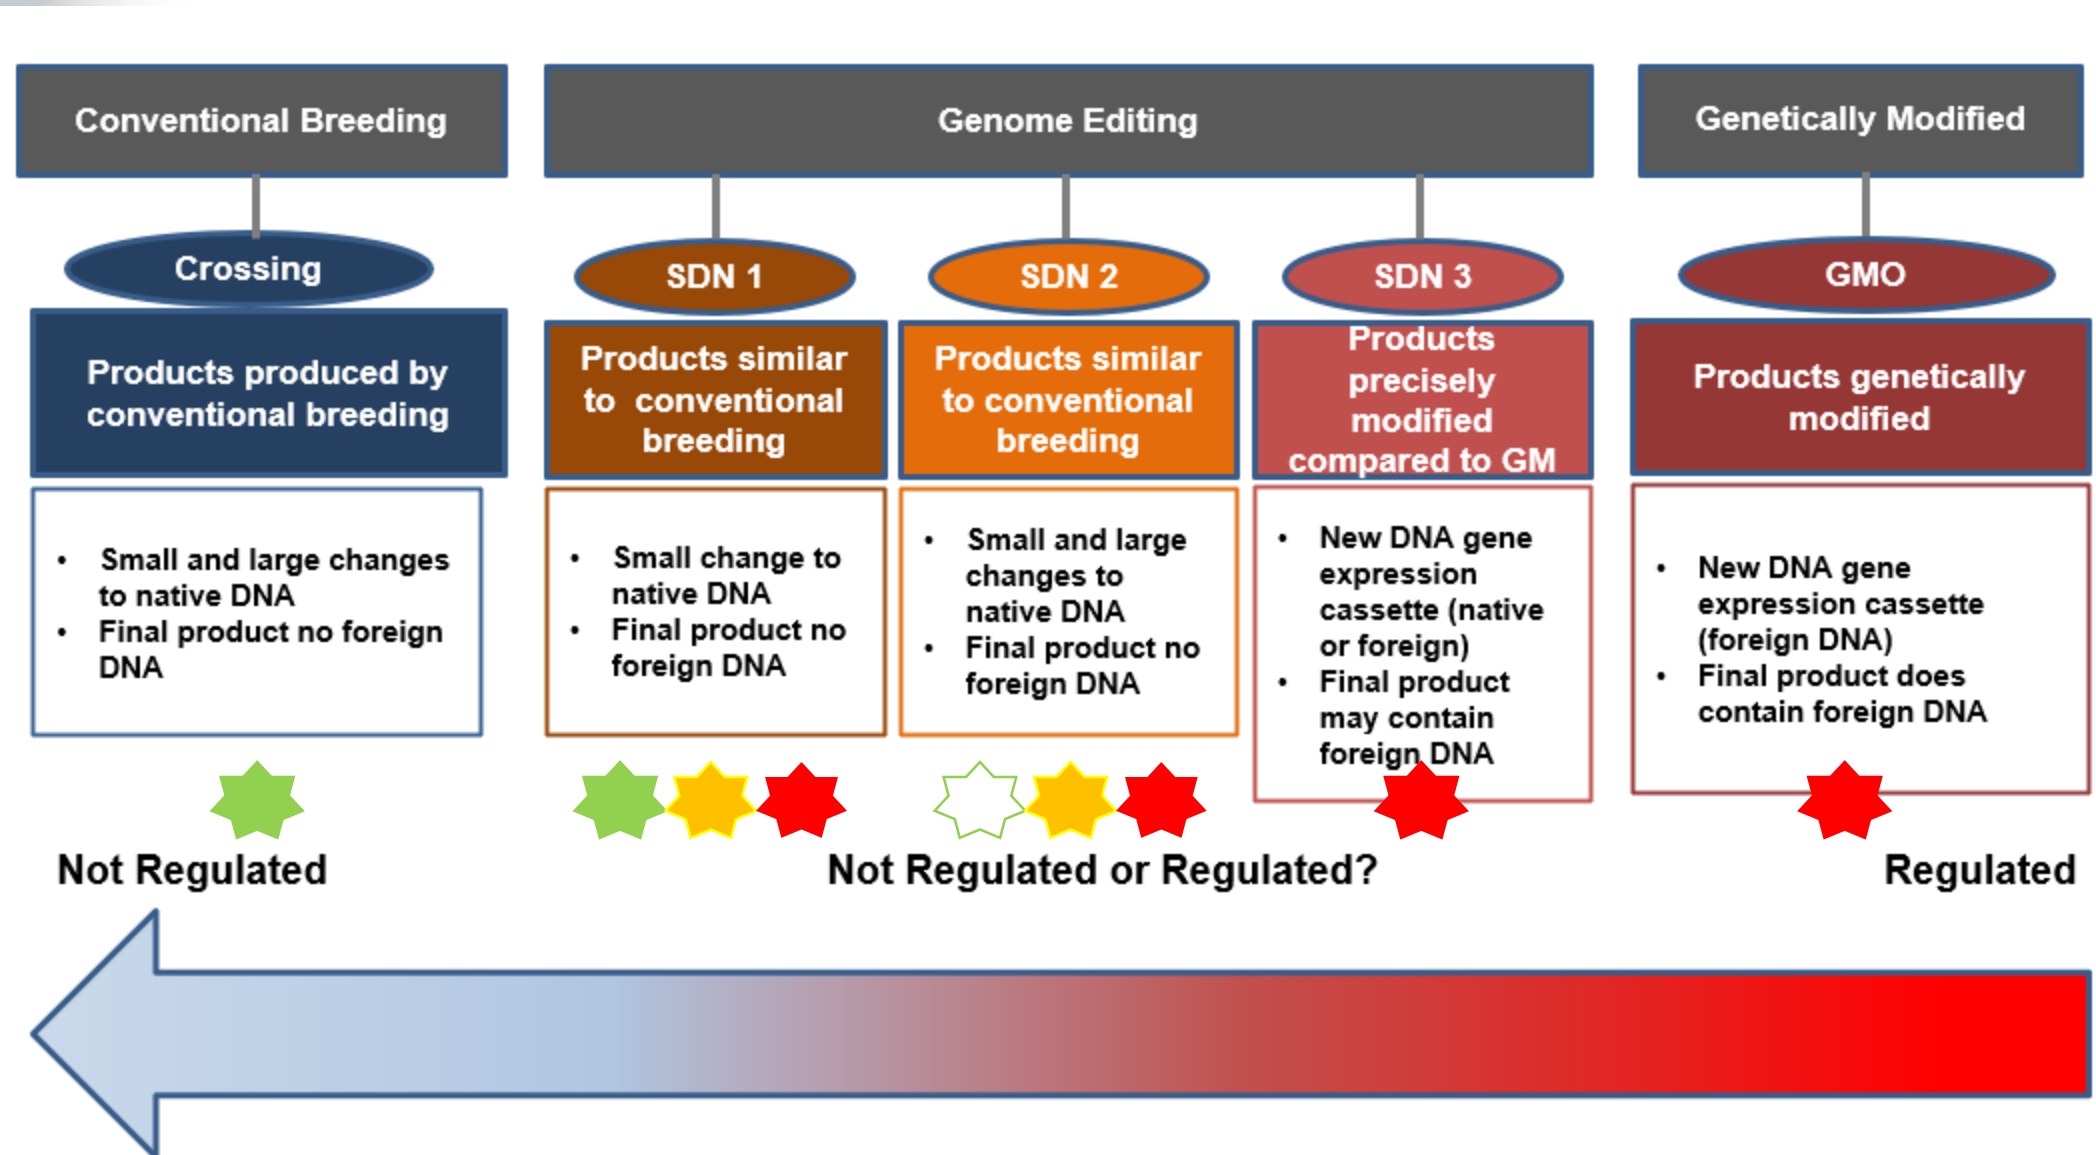 Conventional Breeding
Genome Editing
Genetically Modified
Crossing
SDN 1
SDN 2
SDN 3
GMO
Products produced by
conventional breeding
Products similar
to conventional
breeding
Products similar
to conventional
breeding
Products
precisely
modified
compared to GM
Products genetically
modified
• Small and large changes
to native DNA
• Final product no foreign
DNA
• Small change to
native DNA
• Final product no
foreign DNA
• Small and large
changes to
native DNA
• Final product no
foreign DNA
• New DNA gene
expression
cassette (native
or foreign)
• Final product
may contain
foreign DNA
• New DNA gene
expression cassette
(foreign DNA)
• Final product does
contain foreign DNA
Not Regulated
Not Regulated or Regulated?
Regulated